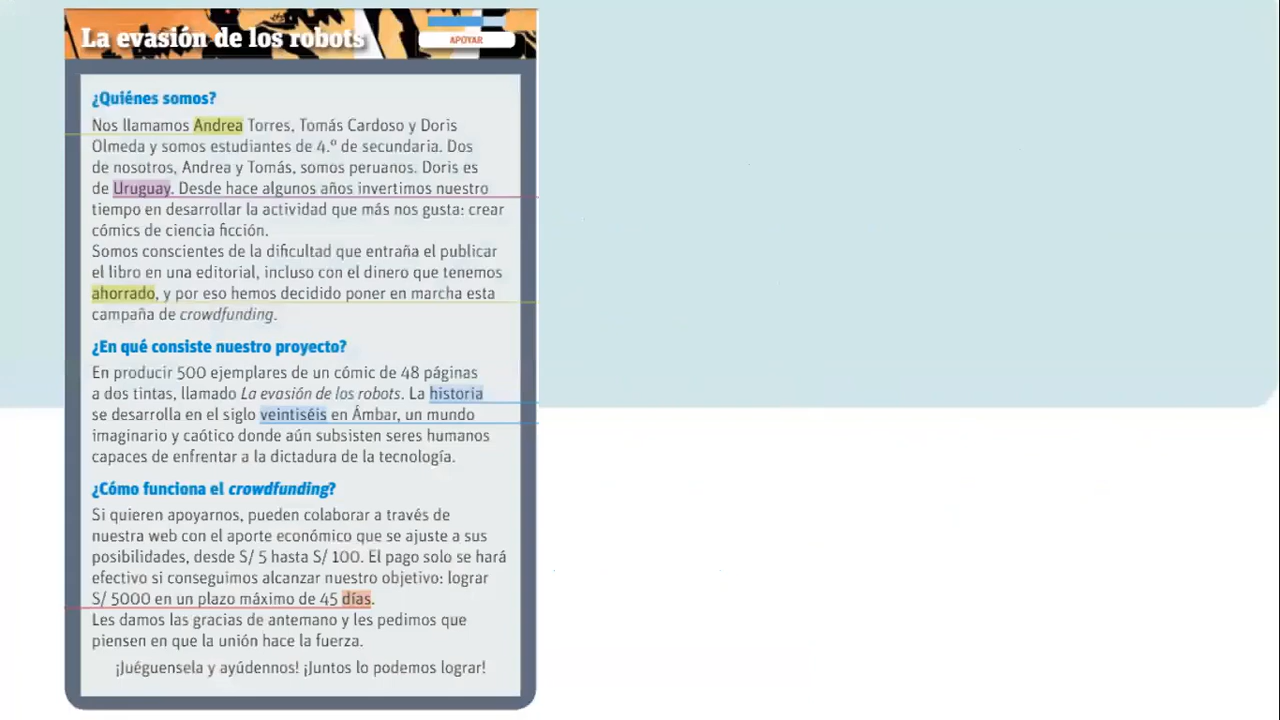 La evasión de los robots
APOYAR
¿Quiénes somos?
Nos llamamos Andrea Torres, Tomás Cardoso y Doris
Olmeda y somos estudiantes de 4.º de secundaria. Dos
de nosotros, Andrea y Tomás, somos peruanos. Doris es
de Uruguay. Desde hace algunos años invertimos nuestro
tiempo en desarrollar la actividad que más nos gusta: crear
cómics de ciencia ficción.
Somos conscientes de la dificultad que entraña el publicar
el libro en una editorial, incluso con el dinero que tenemos
ahorrado, y por eso hemos decidido poner en marcha esta
campaña de crowdfunding.
¿En qué consiste nuestro proyecto?
En producir 500 ejemplares de un cómic de 48 páginas
a dos tintas, llamado La evasión de los robots. La historia
se desarrolla en el siglo veintiséis en Ámbar, un mundo
imaginario y caótico donde aún subsisten seres humanos
capaces de enfrentar a la dictadura de la tecnología.
¿Cómo funciona el crowdfunding?
Si quieren apoyarnos, pueden colaborar a través de
nuestra web con el aporte económico que se ajuste a sus
posibilidades, desde S/ 5 hasta S/ 100. El pago solo se hará
efectivo si conseguimos alcanzar nuestro objetivo: lograr
S/ 5000 en un plazo máximo de 45 días.
Les damos las gracias de antemano y les pedimos que
piensen en que la unión hace la fuerza.
¡Juéguensela y ayúdennos! ¡Juntos lo podemos lograr!